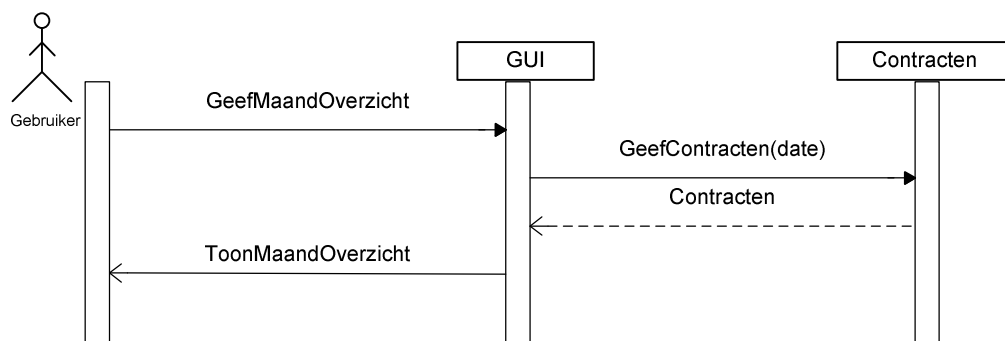 GUI
Contracten
Gebruiker
GeefMaandOverzicht
GeefContracten(date)
Contracten
ToonMaandOverzicht